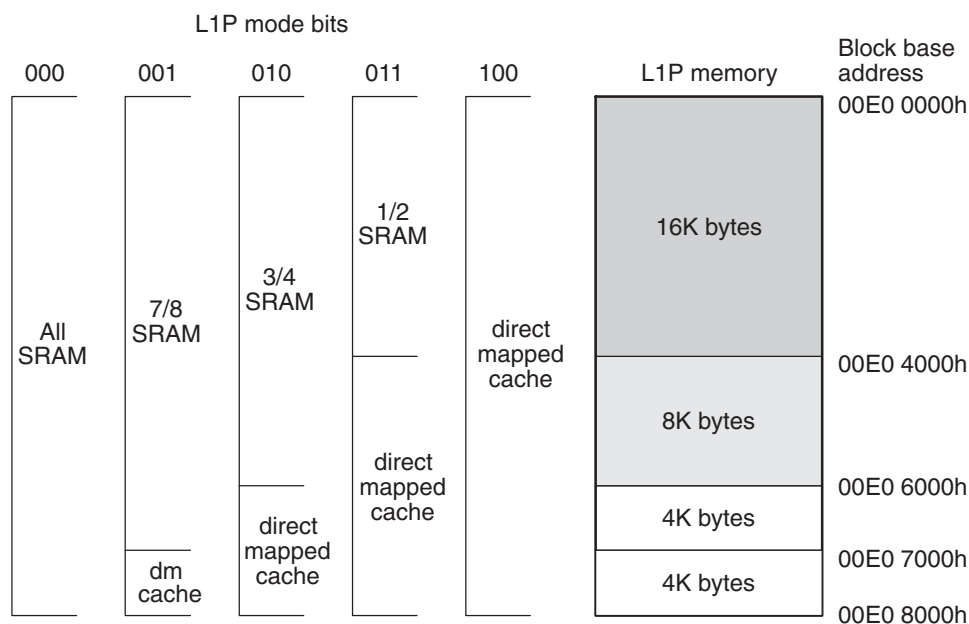 L1P mode bits
000 001 010 011 100 L1P memory Block base address
00E0 0000h
1/2 SRAM
16K bytes
3/4 SRAM
7/8 SRAM
All SRAM
direct mapped cache
00E0 4000h
8K bytes
direct mapped cache
00E0 6000h
4K bytes
direct mapped cache
00E0 7000h
dm cache
4K bytes
00E0 8000h